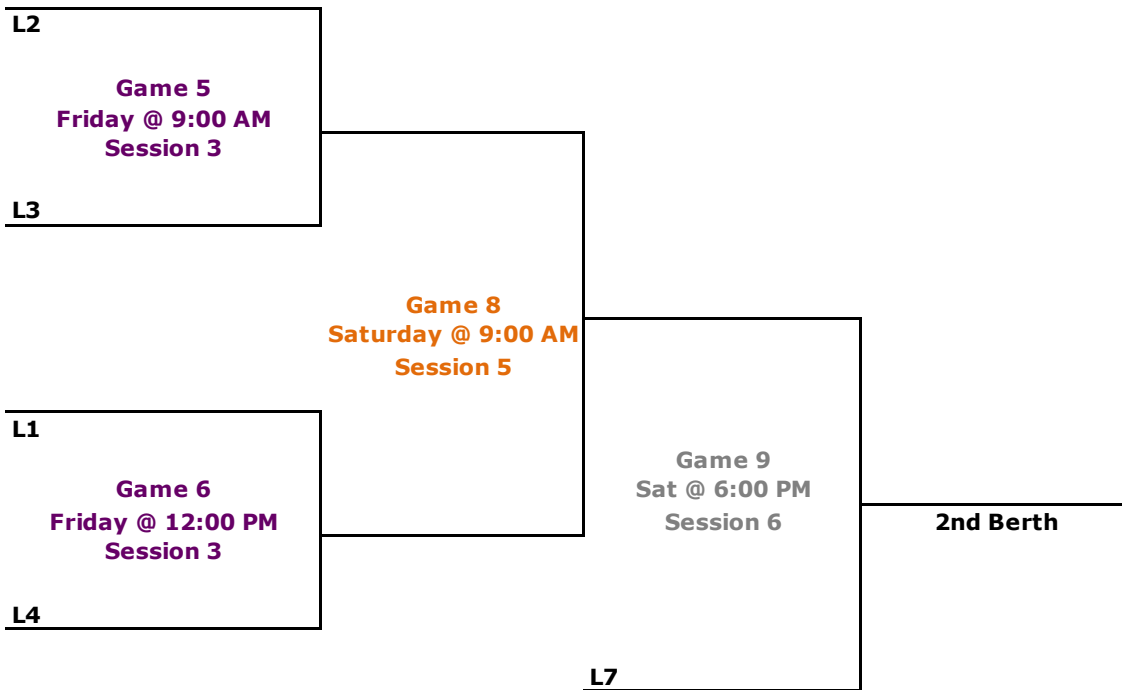 L2
Game 5
Friday @ 9:00 AM
Session 3
L3
Game 8
Saturday @ 9:00 AM
Session 5
L1
Game 6
Friday @ 12:00 PM
Session 3
L4
Game 9
Sat @ 6:00 PM
Session 6
2nd Berth
L7